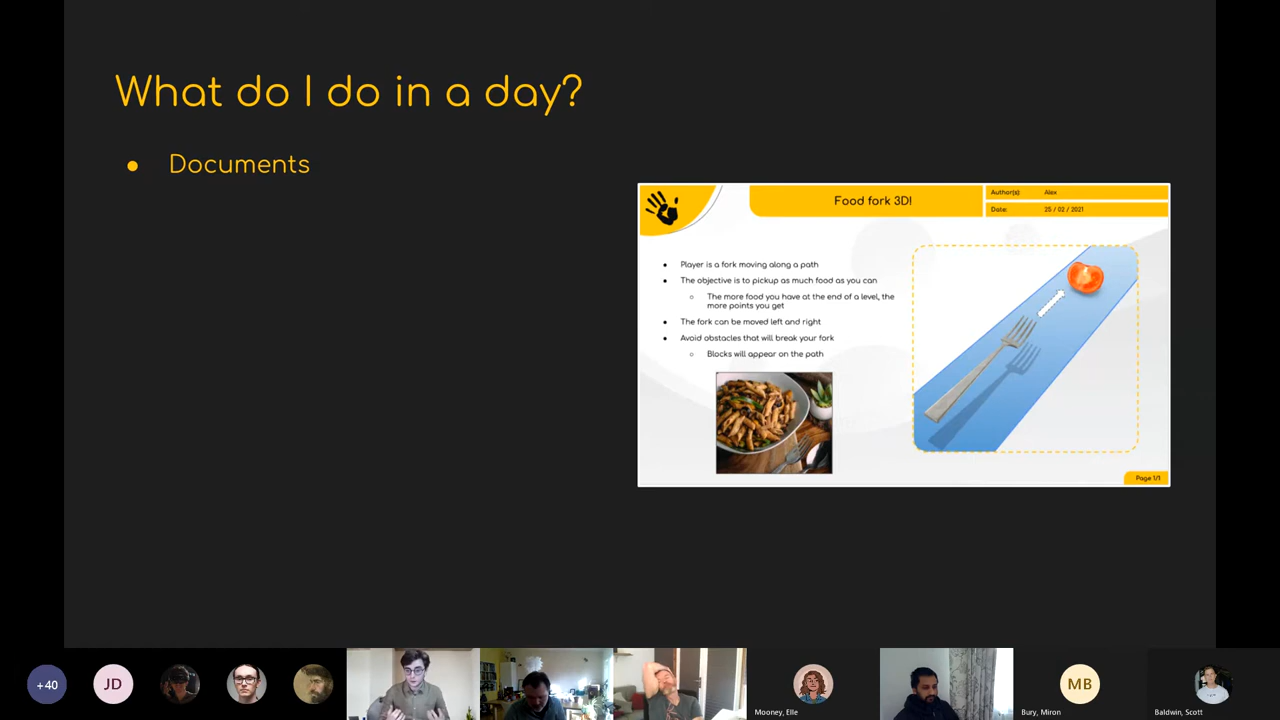 What do I do in a day?
● Documents
Food fork 3D!
Author(s): Alex
Date: 25 / 02 / 2021
● Player is a fork moving along a path
● The objective is to pickup as much food as you can
○ The more food you have at the end of a level, the
more points you get
● The fork can be moved left and right
● Avoid obstacles that will break your fork
○ Blocks will appear on the path
Page 1/1
+40
JD
Mooney, Elle
MB
Bury, Miron
Baldwin, Scott